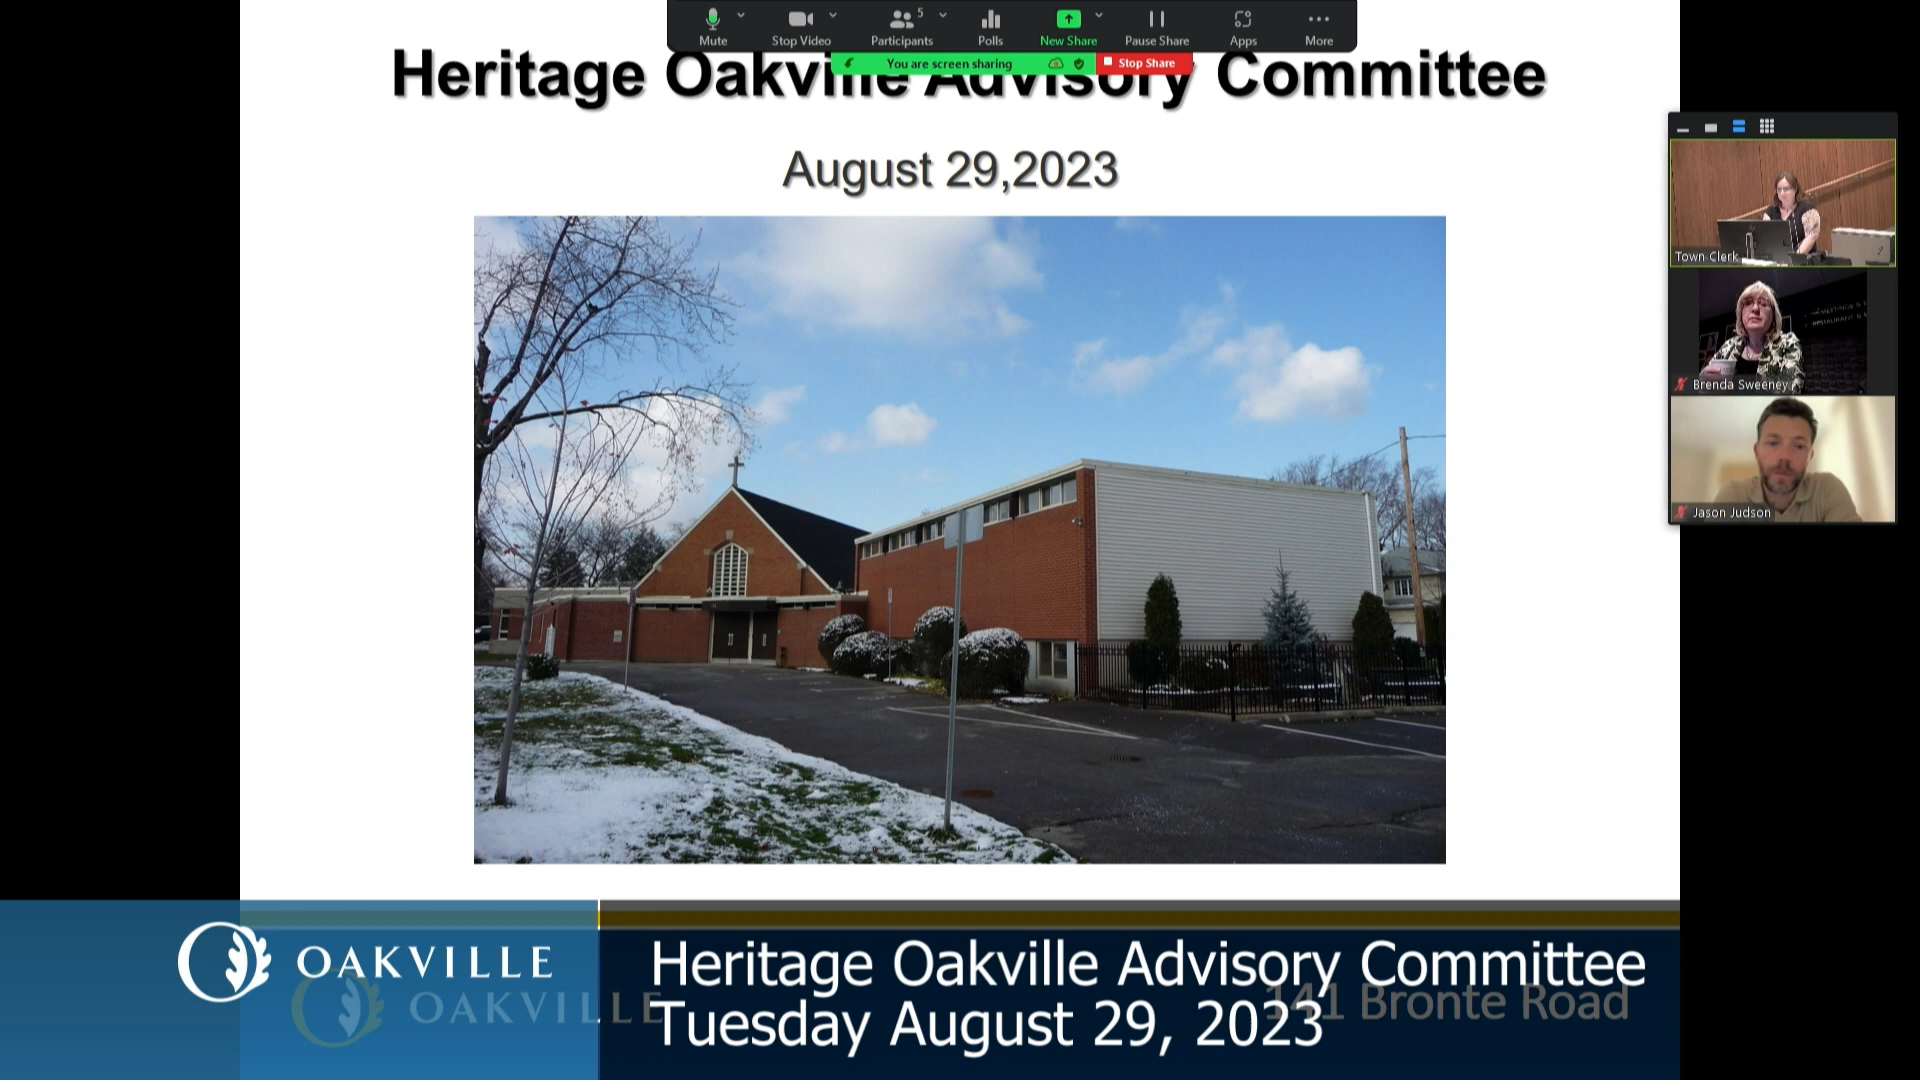 Mute
Stop Video
5
Participants
Polls
New Share
Pause Share
Apps
More
You are screen sharing
Stop Share
Heritage Oakville Advisory Committee
August 29,2023
Town Clerk
Brenda Sweeney
Jason Judson
OAKVILLE
OAKVILLE
Heritage Oakville Advisory Committee
141 Bronte Road
Tuesday August 29, 2023